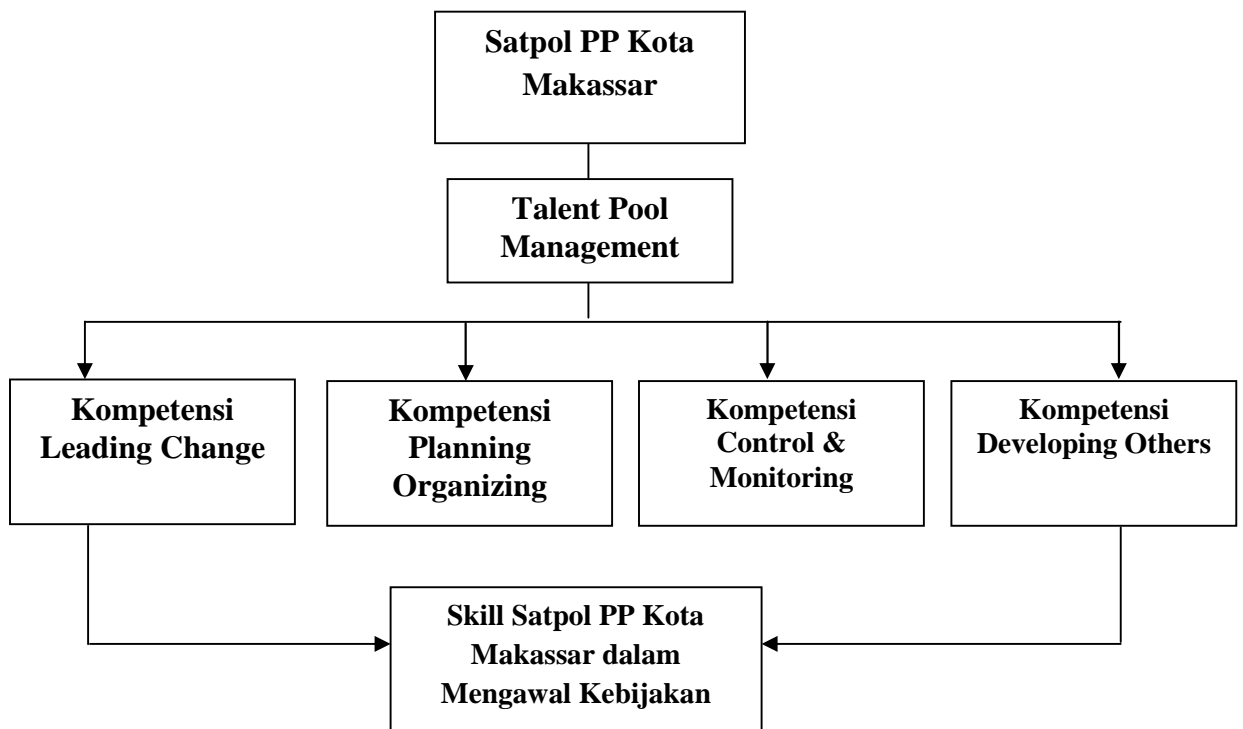 Satpol PP Kota
Makassar
Talent Pool
Management
Kompetensi
Leading Change
Kompetensi
Planning
Organizing
Kompetensi
Control &
Monitoring
Kompetensi
Developing Others
Skill Satpol PP Kota
Makassar dalam
Mengawal Kebijakan